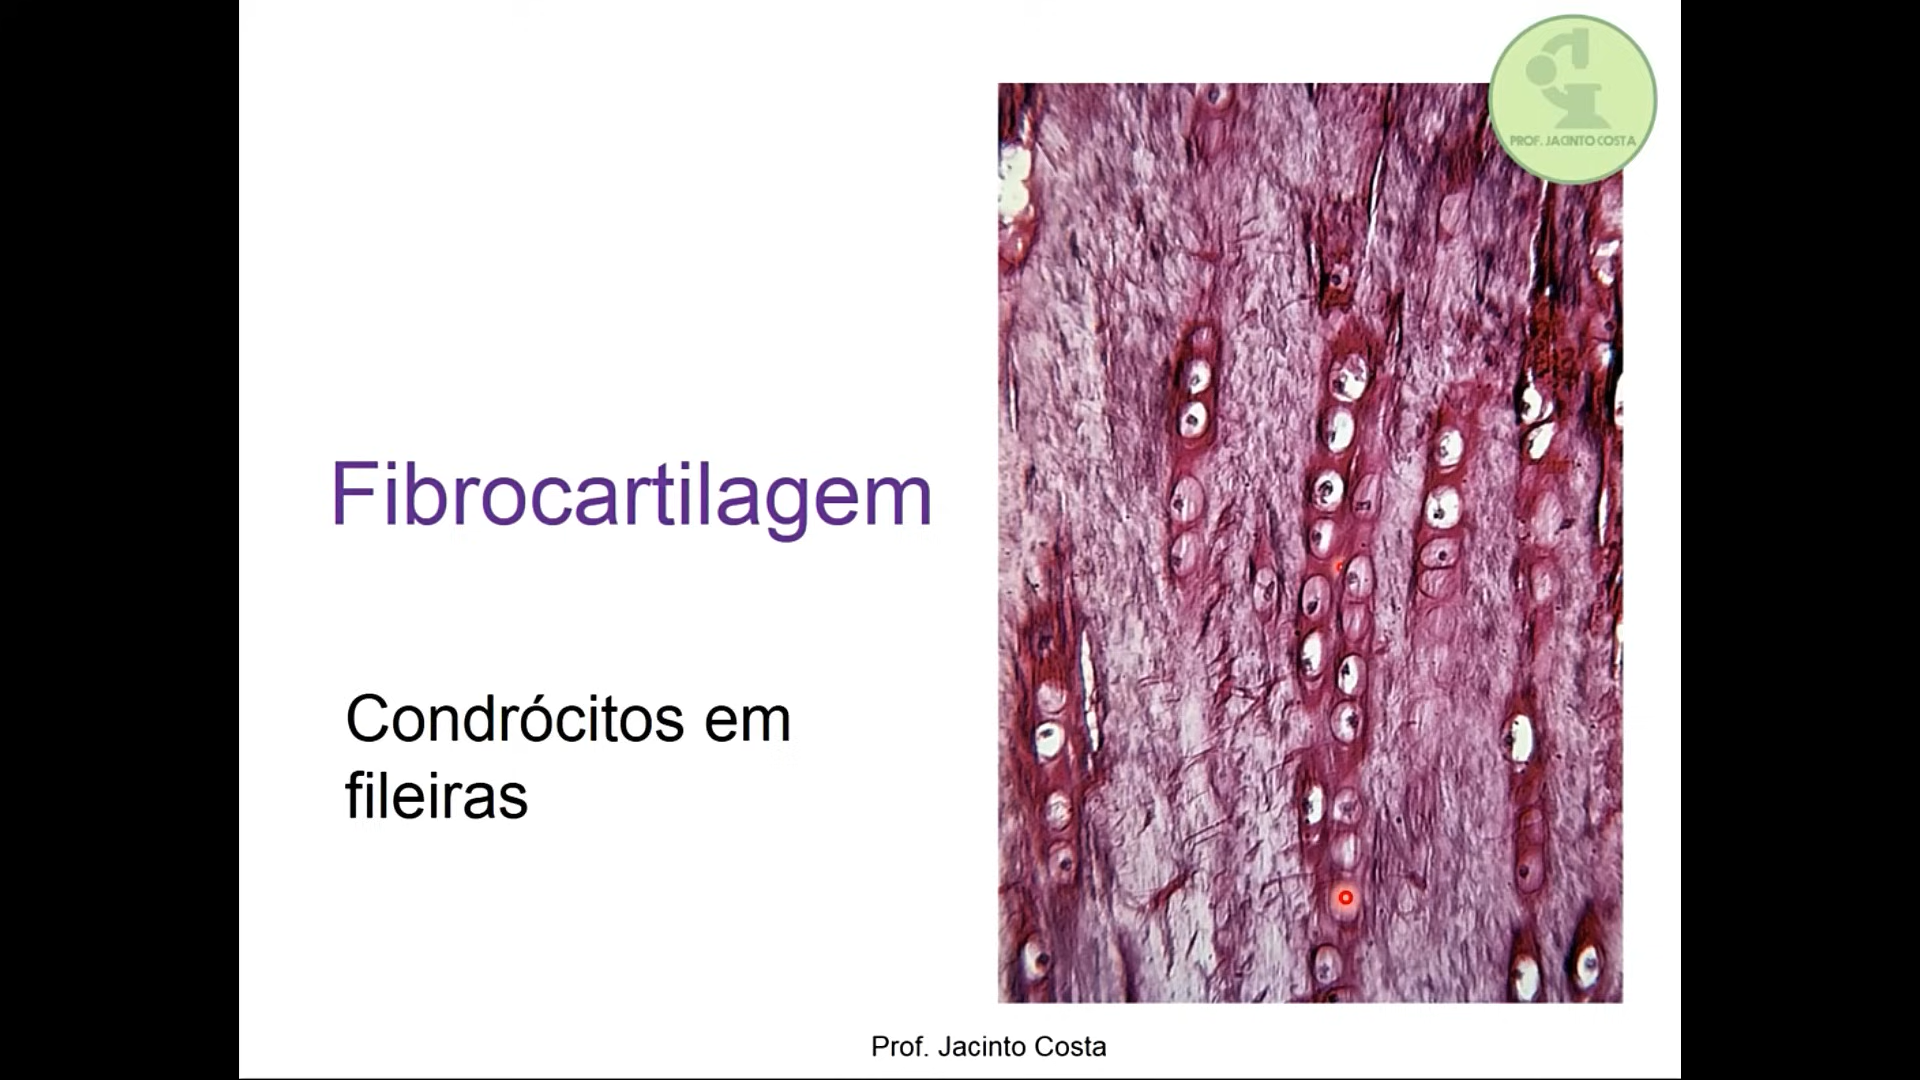 PROF. JACINTO COSTA
Fibrocartilagem
Condrócitos em
fileiras
Prof. Jacinto Costa